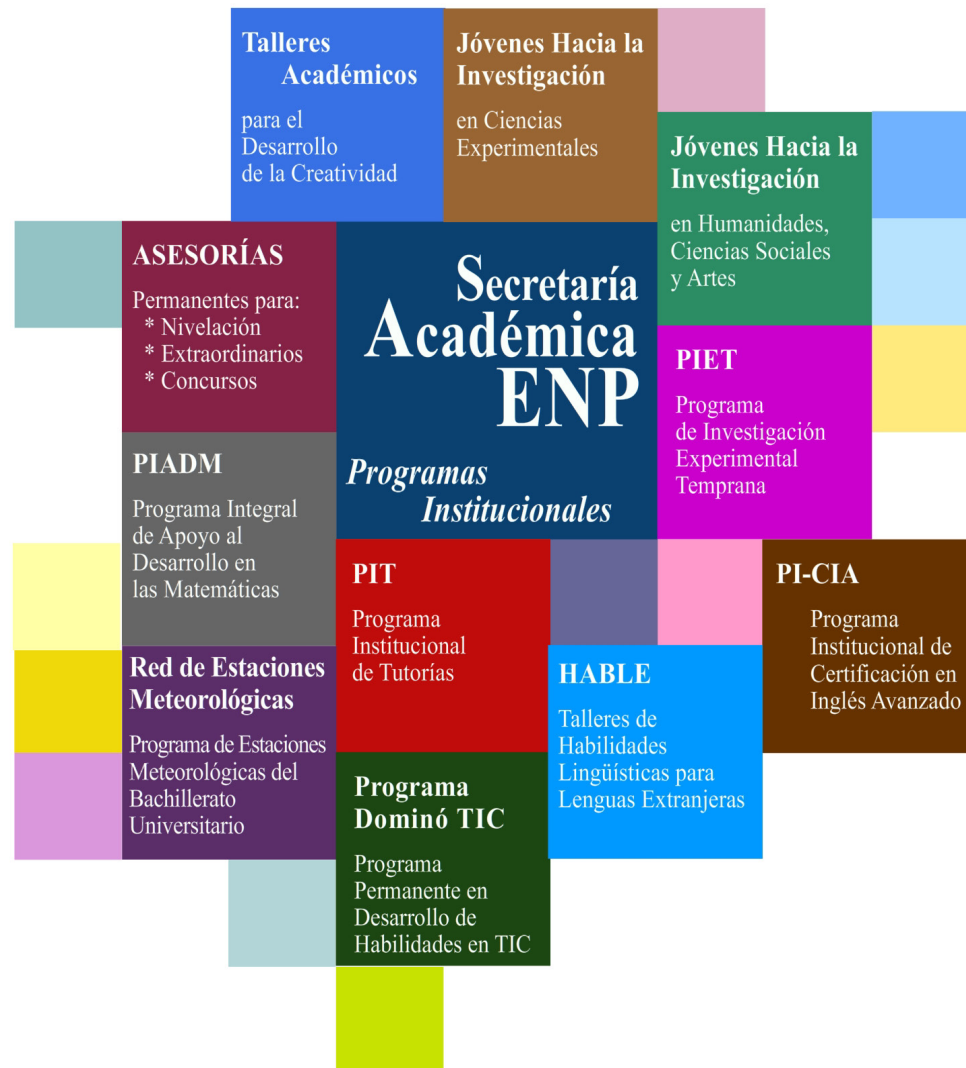 Talleres
Académicos
para el
Desarrollo
de la Creatividad
Jóvenes Hacia la
Investigación
en Ciencias
Experimentales
Jóvenes Hacia la
Investigación
en Humanidades,
Ciencias Sociales
y Artes
ASESORÍAS
Permanentes para:
* Nivelación
* Extraordinarios
* Concursos
Secretaría
Académica
ENP
Programas
Institucionales
PIET
Programa
de Investigación
Experimental
Temprana
PIADM
Programa Integral
de Apoyo al
Desarrollo en
las Matemáticas
PIT
Programa
Institucional
de Tutorías
PI-CIA
Programa
Institucional de
Certificación en
Inglés Avanzado
Red de Estaciones
Meteorológicas
Programa de Estaciones
Meteorológicas del
Bachillerato
Universitario
HABLE
Talleres de
Habilidades
Lingüísticas para
Lenguas Extranjeras
Programa
Dominó TIC
Programa
Permanente en
Desarrollo de
Habilidades en TIC